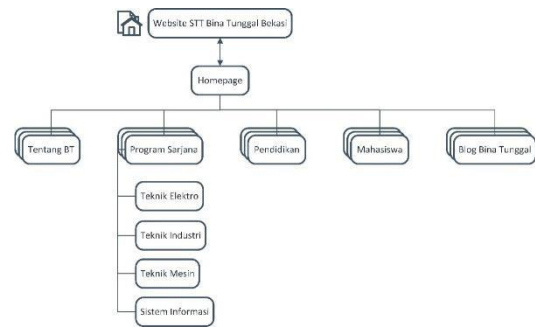 Website STT Bina Tunggal Bekasi
Homepage
Tentang BT
Program Sarjana
Pendidikan
Mahasiswa
Blog Bina Tunggal
Teknik Elektro
Teknik Industri
Teknik Mesin
Sistem Informasi